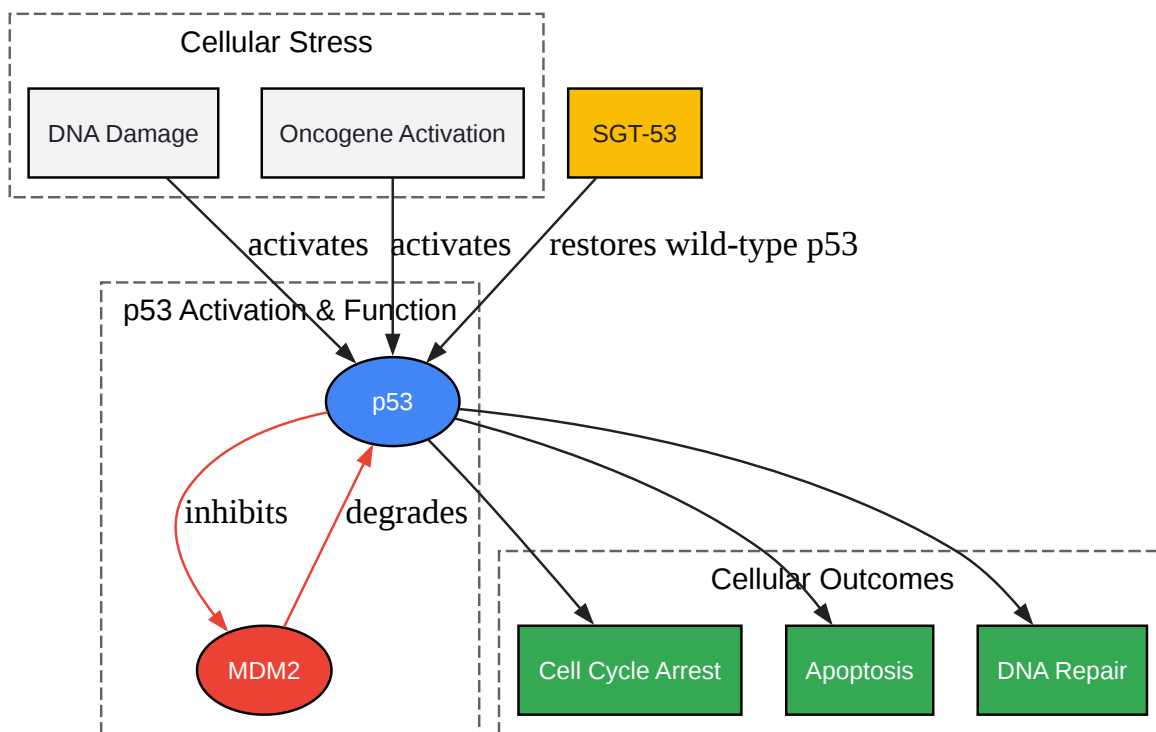 Cellular Stress
DNA Damage
Oncogene Activation
SGT-53
activates
activates
restores wild-type p53
p53 Activation & Function
p53
inhibits
degrades
Cellular Outcomes
MDM2
Cell Cycle Arrest
Apoptosis
DNA Repair